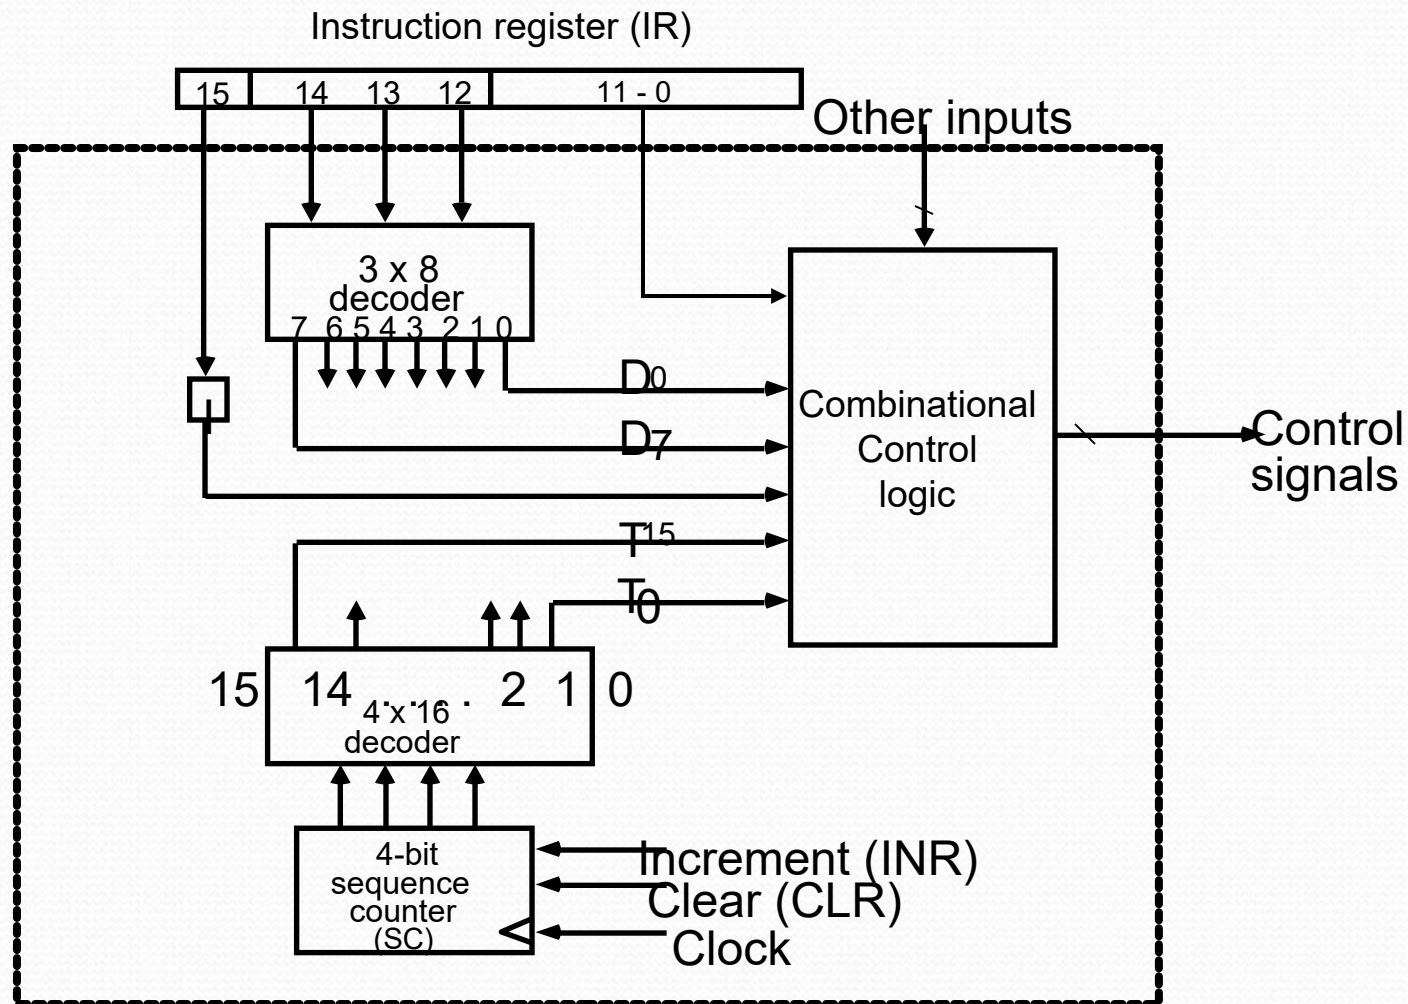 Instruction register (IR)
15 14 13 12 11 - 0
Other inputs
3 x 8
decoder
7 6 5 4 3 2 1 0
D0
I
Combinational
Control
logic
D7
Control
signals
T15
T0
15 14 . . . . 2 1 0
4 x 16
decoder
4-bit
sequence
counter
(SC)
Increment (INR)
Clear (CLR)
Clock